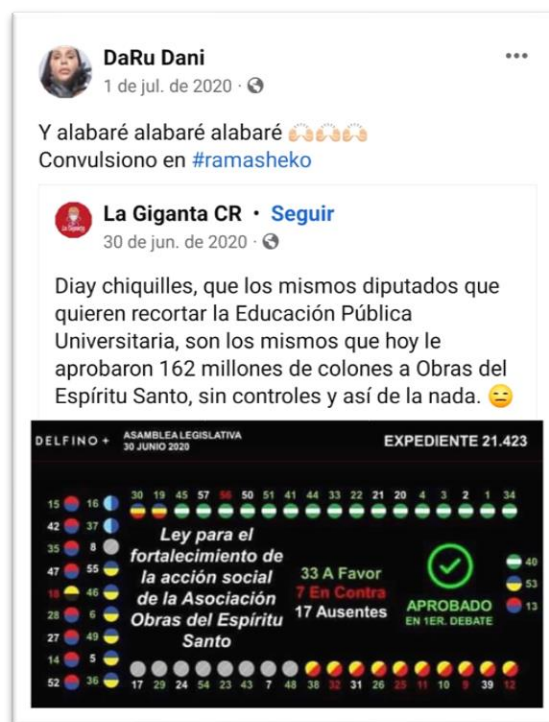 DaRu Dani
1 de jul. de 2020
Y alabaré alabaré alabaré
Convulsiono en #ramasheko
La Giganta CR • Seguir
30 de jun. de 2020
Diay chiquilles, que los mismos diputados que
quieren recortar la Educación Pública
Universitaria, son los mismos que hoy le
aprobaron 162 millones de colones a Obras del
Espíritu Santo, sin controles y así de la nada.
DELFINO+
ASAMBLEA LEGISLATIVA
30 JUNIO 2020
EXPEDIENTE 21.423
30 19 45 57 56 50 51 41 44 33 22 21 20 4 3 2 1 34
15 16
42 37
35 8
47 55
18 46
28 6
27 49
14 5
52 36
Ley para el
fortalecimiento de
la acción social
de la Asociación
Obras del Espíritu
Santo
33 A Favor
7 En Contra
17 Ausentes
APROBADO
EN 1ER. DEBATE
40
53
13
17 29 24 54 23 43 7 48 38 32 31 26 25 11 10 9 39 12